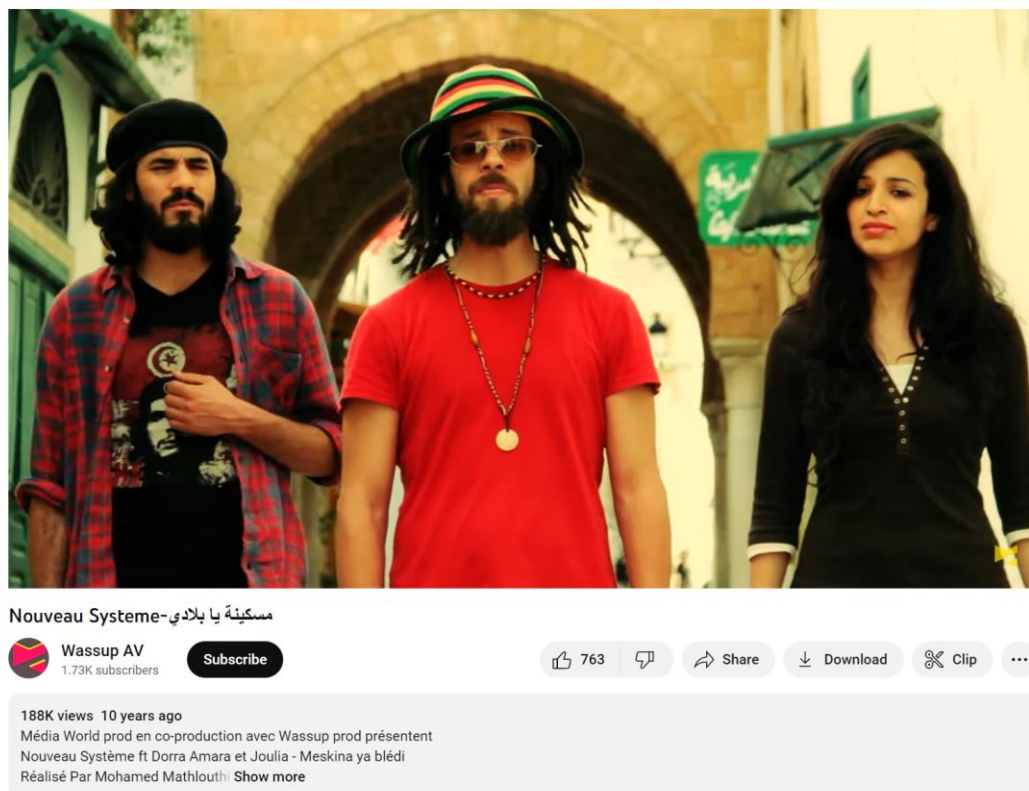 Nouveau Systeme-مسكينة يا بلادي
Wassup AV
1.73K subscribers
Subscribe
763
Share
Download
Clip
188K views 10 years ago
Média World prod en co-production avec Wassup prod présentent
Nouveau Système ft Dorra Amara et Joulia - Meskina ya blédi
Réalisé Par Mohamed Mathlouthi Show more